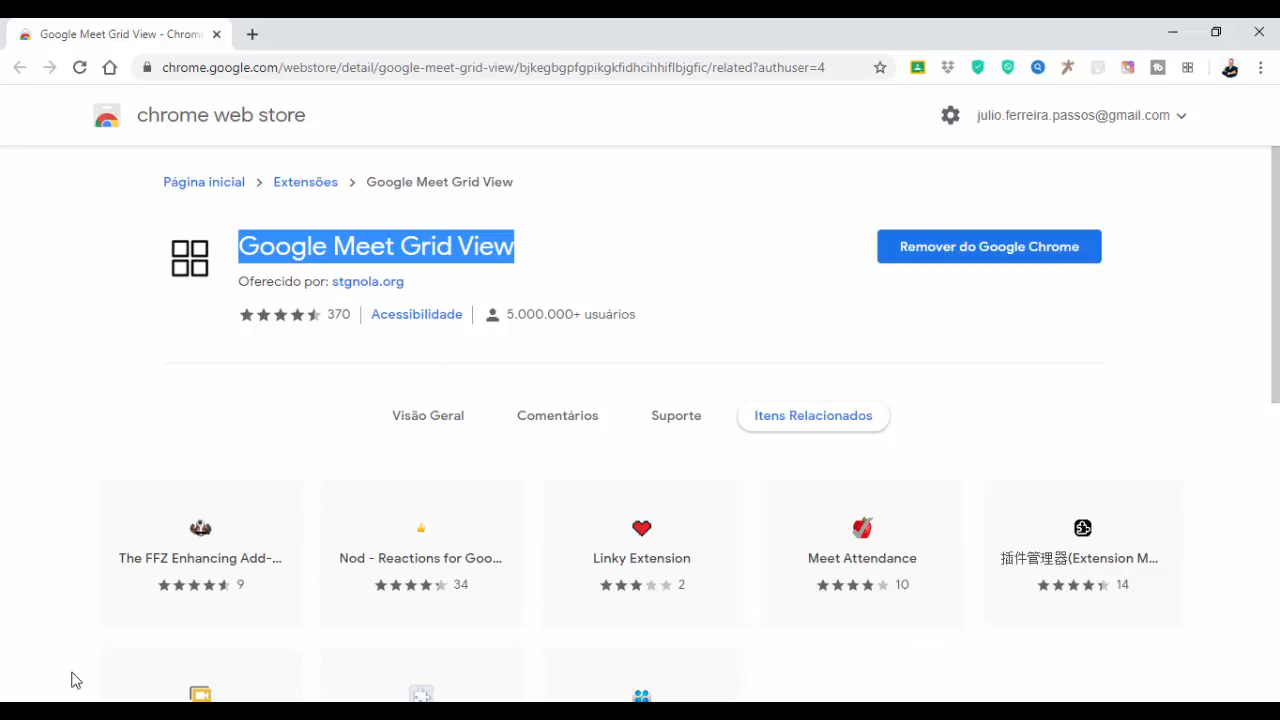 Google Meet Grid View - Chrom
chrome.google.com/webstore/detail/google-meet-grid-view/bjkegbgpfgpikgkfidhcihhiflbjgfic/related?authuser=4
chrome web store
julio.ferreira.passos@gmail.com
Página inicial > Extensões > Google Meet Grid View
Google Meet Grid View
Remover do Google Chrome
Oferecido por: stgnola.org
370 | Acessibilidade | 5.000.000+ usuários
Visão Geral
Comentários
Suporte
Itens Relacionados
The FFZ Enhancing Add-...
9
Nod - Reactions for Goo...
34
Linky Extension
2
Meet Attendance
10
插件管理器(Extension M...
14